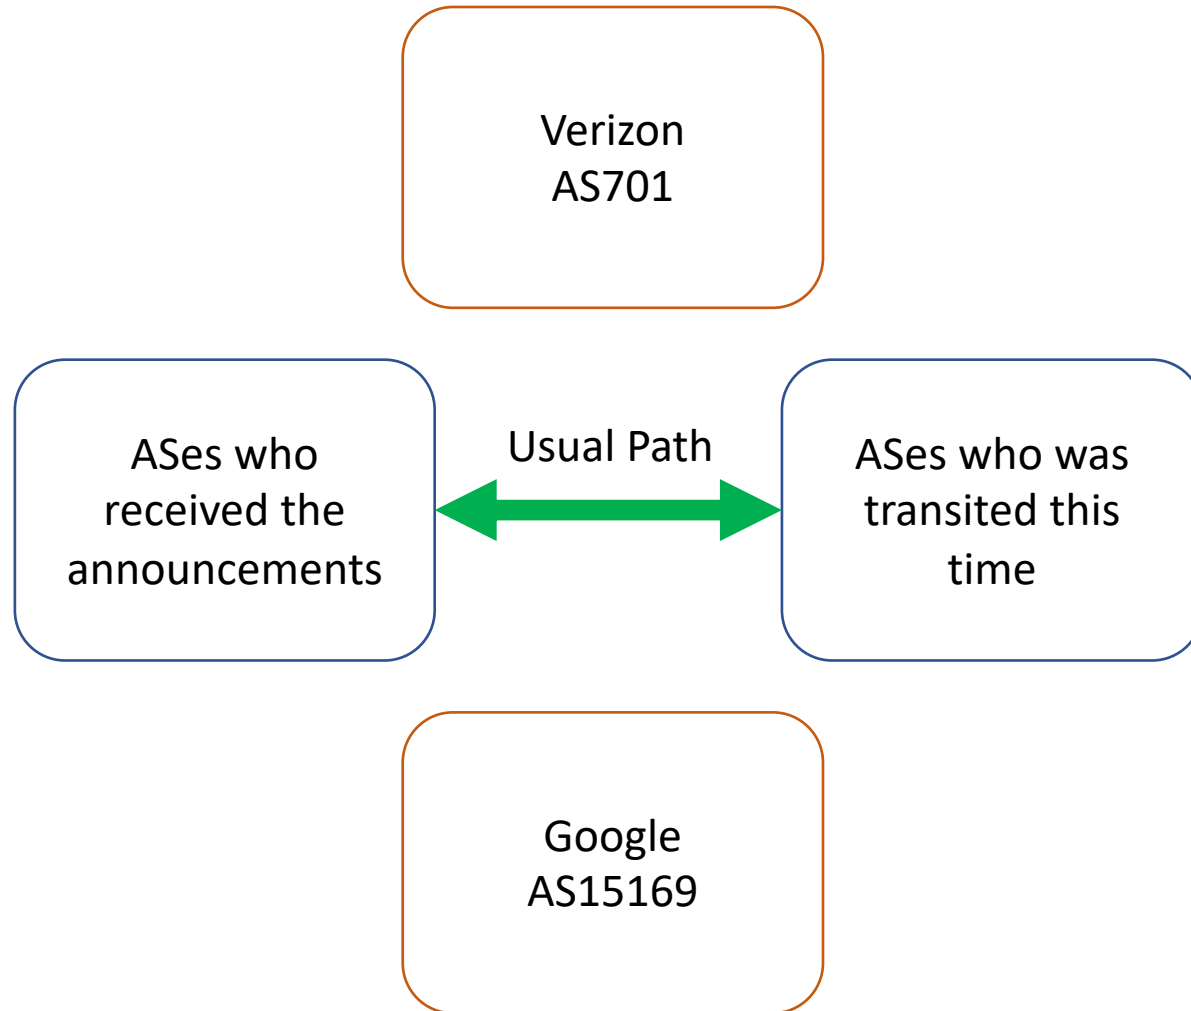 Verizon
AS701
ASes who
received the
announcements
Usual Path
ASes who was
transited this
time
Google
AS15169